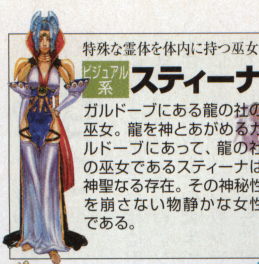 特殊な霊体を体内に持つ巫女
ビジュアル系
スティーナ
ガルドーブにある龍の社の
巫女。龍を神とあがめるガ
ルドーブにあって、龍の社
の巫女であるスティーナは
神聖なる存在。その神秘性
を崩さない物静かな女性
である。